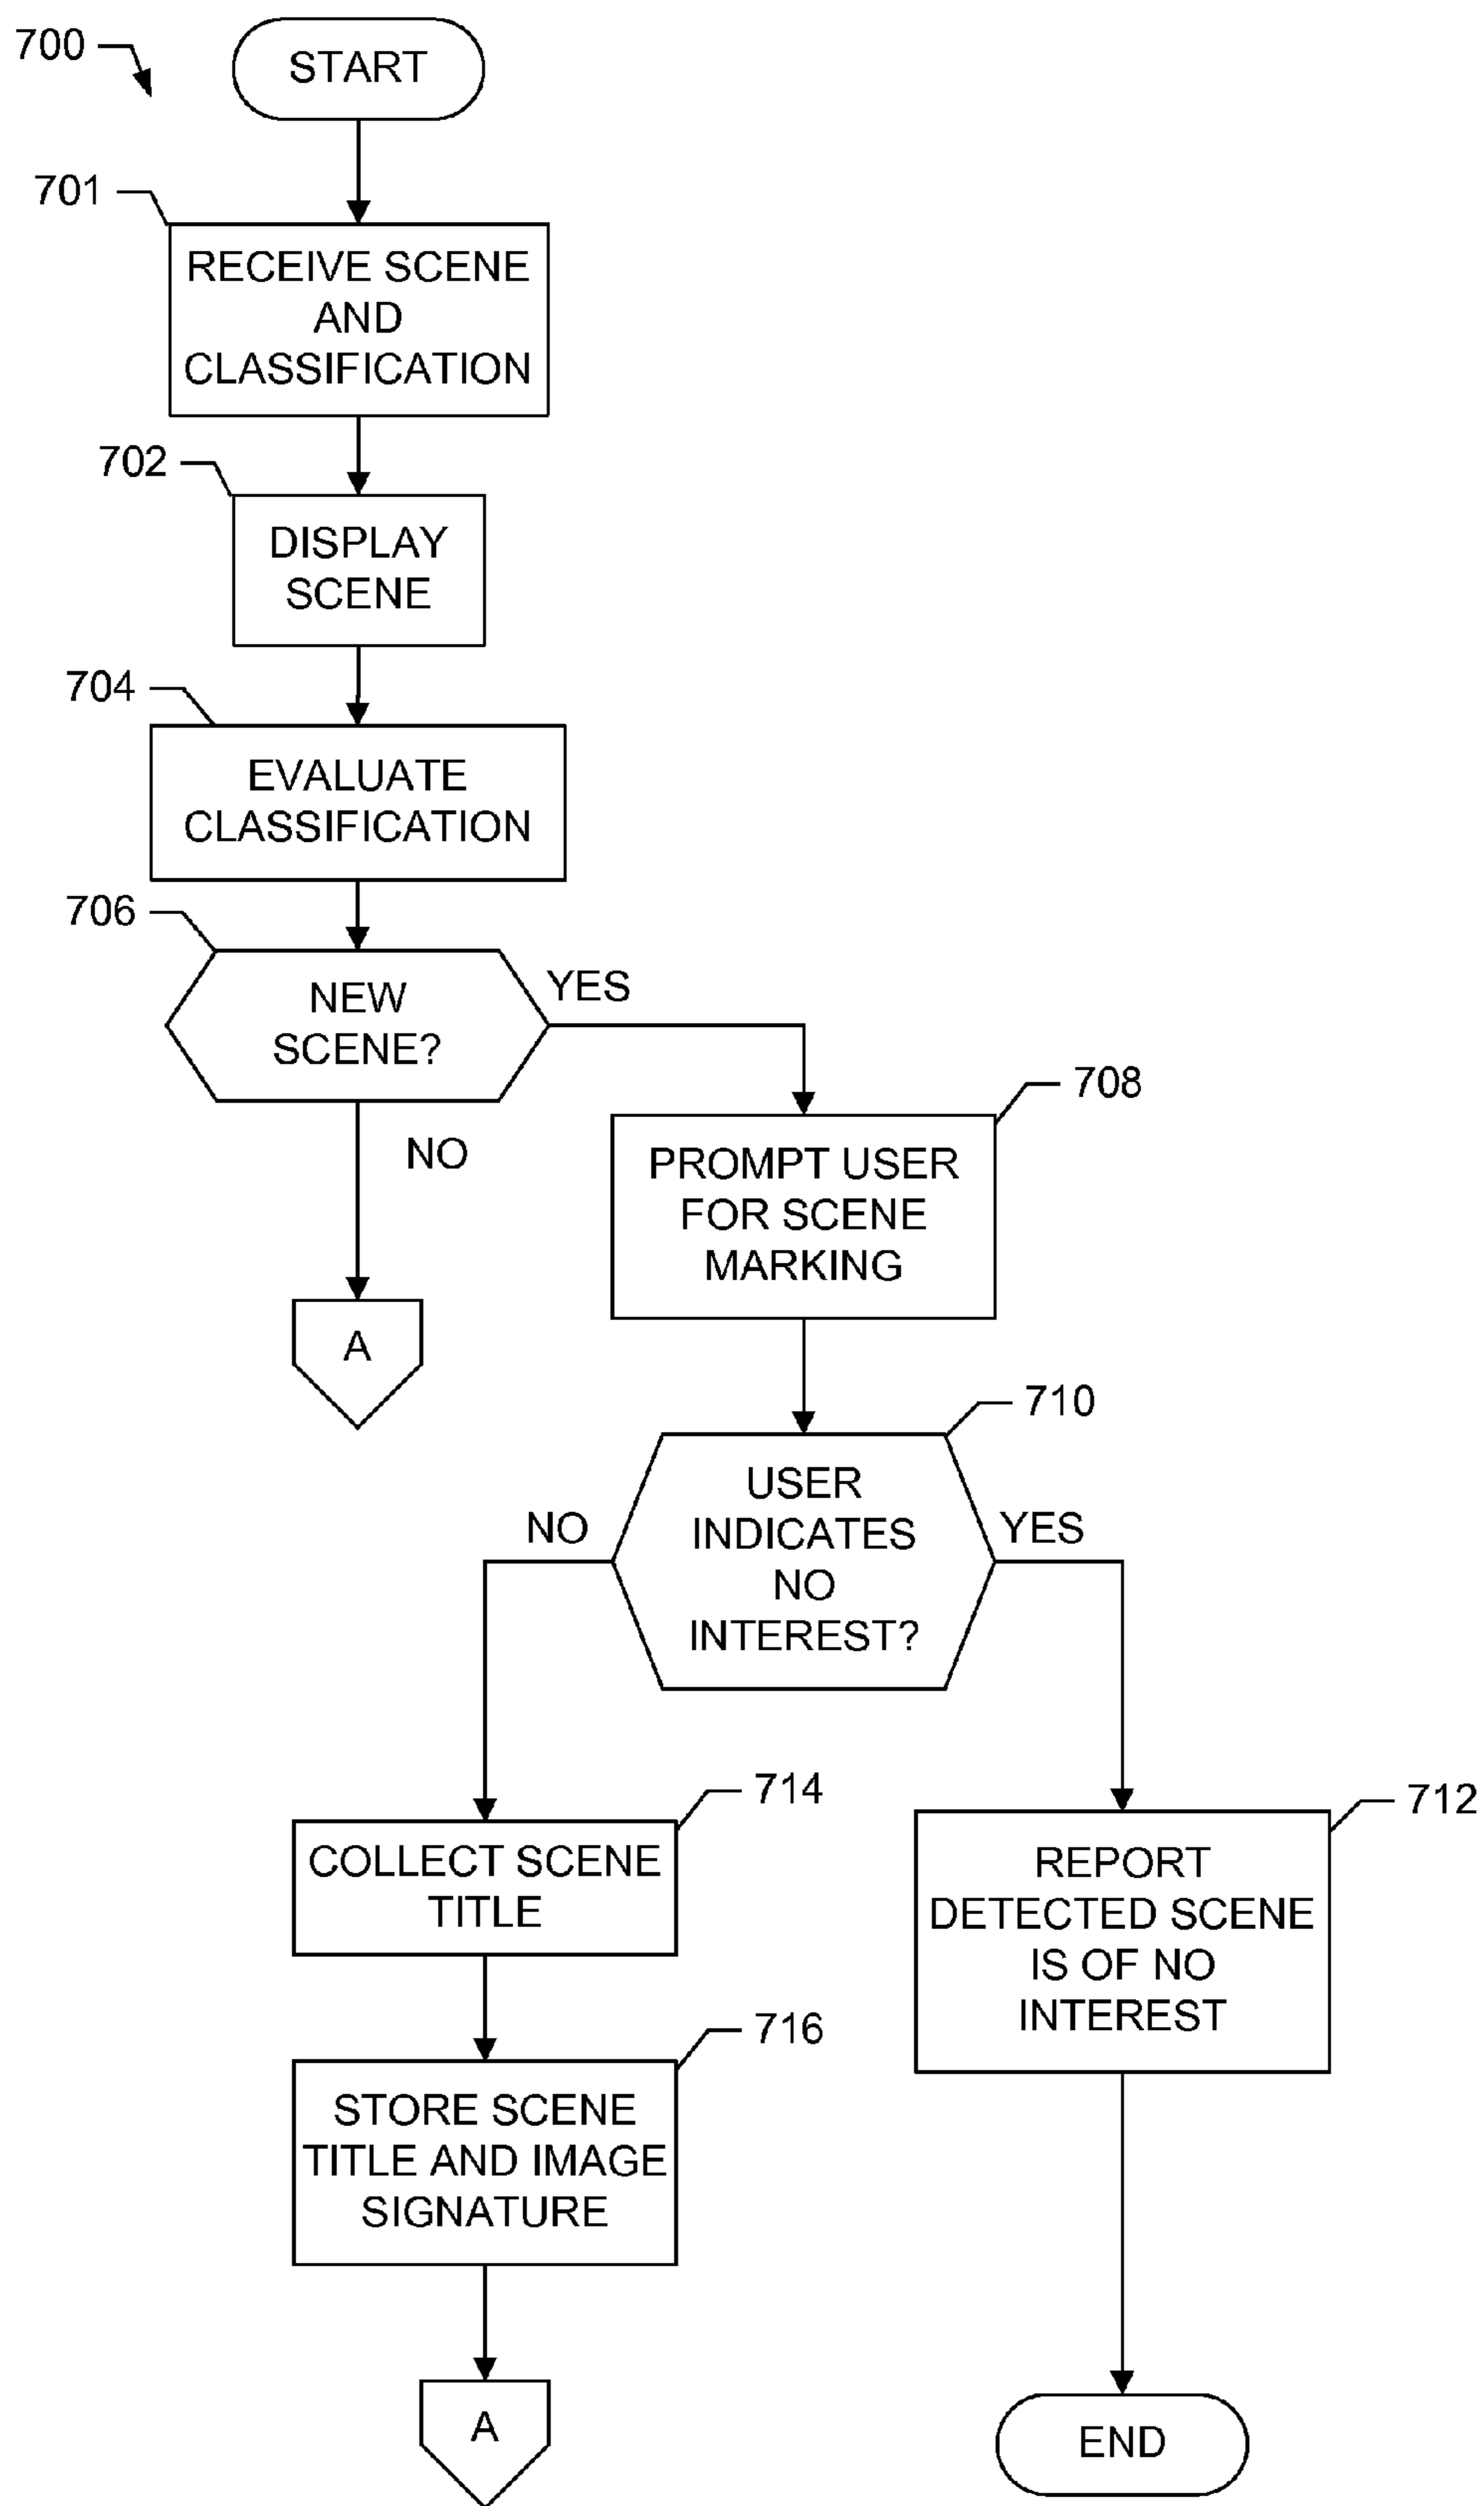 700
START
701
RECEIVE SCENE
AND
CLASSIFICATION
702
DISPLAY
SCENE
704
EVALUATE
CLASSIFICATION
706
NEW
SCENE?
YES
NO
708
PROMPT USER
FOR SCENE
MARKING
A
710
USER
INDICATES
NO
INTEREST?
NO
YES
714
COLLECT SCENE
TITLE
712
REPORT
DETECTED SCENE
IS OF NO
INTEREST
716
STORE SCENE
TITLE AND IMAGE
SIGNATURE
A
END